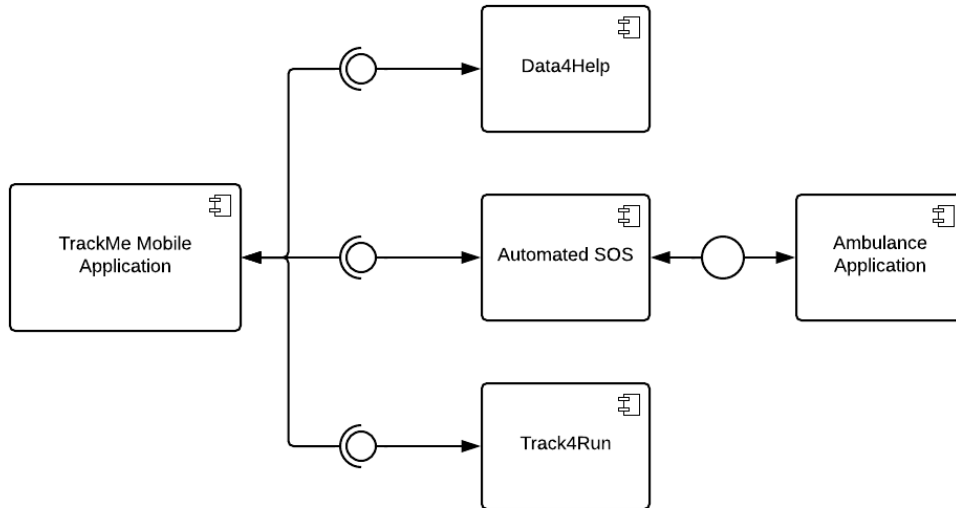 Data4Help
TrackMe Mobile
Application
Automated SOS
Ambulance
Application
Track4Run